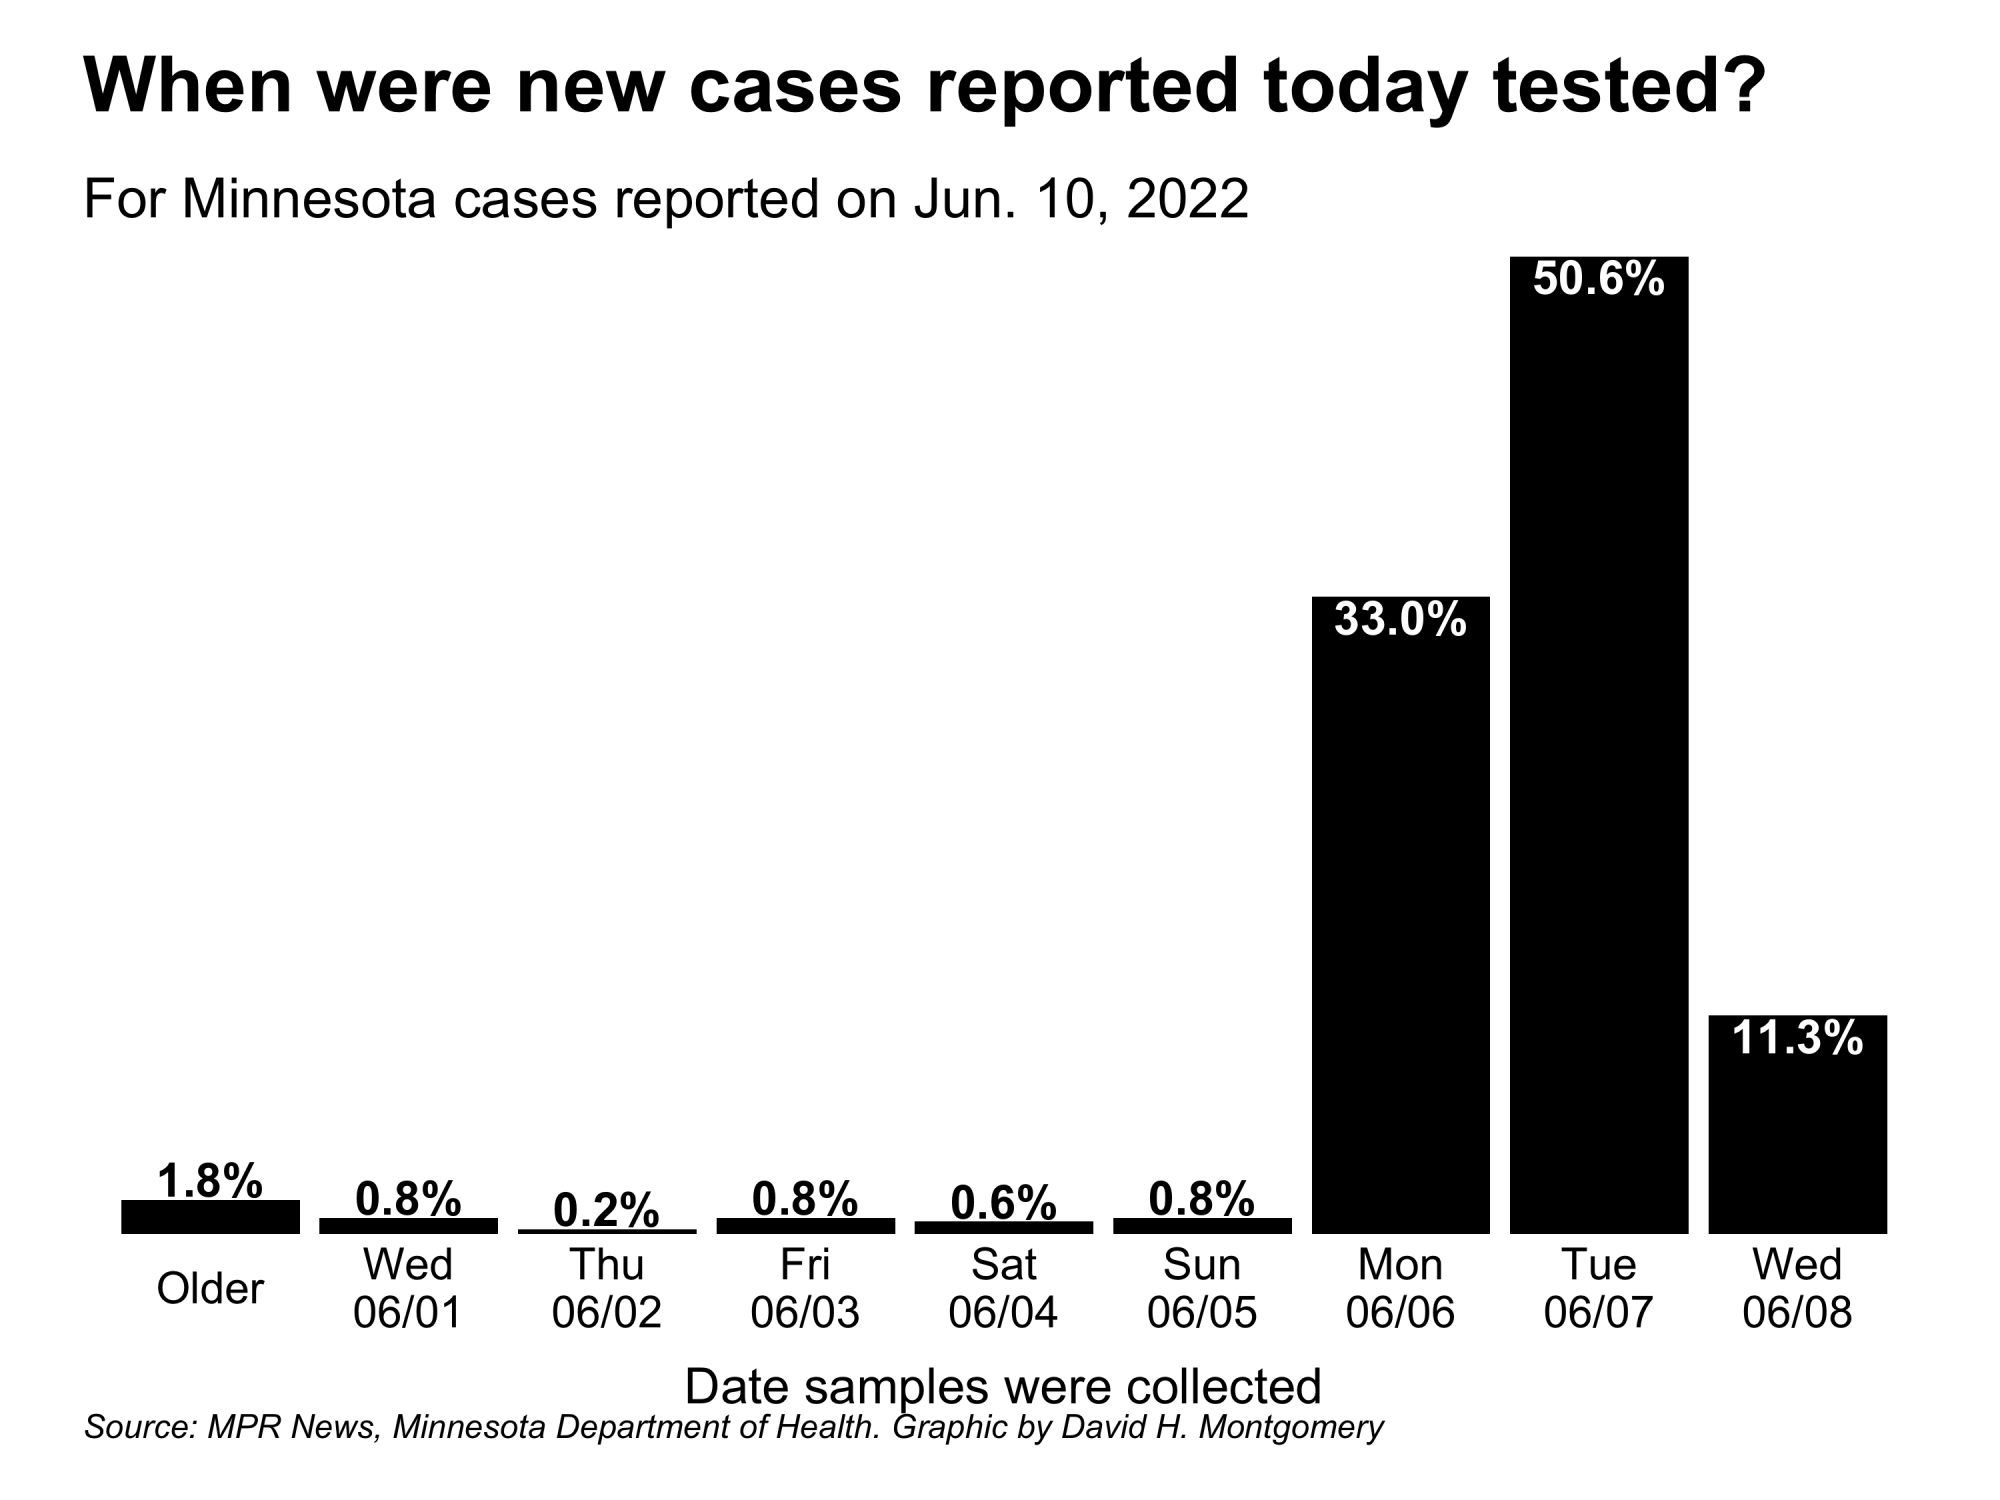 When were new cases reported today tested?
For Minnesota cases reported on Jun. 10, 2022
50.6%
33.0%
11.3%
1.8%
0.8%
0.2%
0.8%
0.6%
0.8%
Older
Wed
06/01
Thu
06/02
Fri
06/03
Sat
06/04
Sun
06/05
Mon
06/06
Tue
06/07
Wed
06/08
Date samples were collected
Source: MPR News, Minnesota Department of Health. Graphic by David H. Montgomery